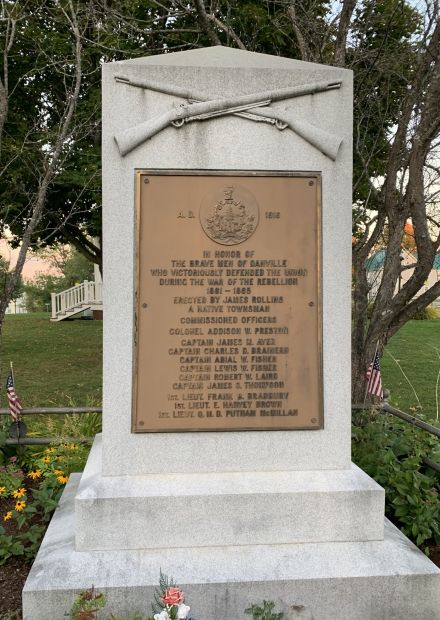 A. D. 1916
IN HONOR OF
THE BRAVE MEN OF DANVILLE
WHO VICTORIOUSLY DEFENDED THE UNION
DURING THE WAR OF THE REBELLION
1861 – 1865
ERECTED BY JAMES ROLLINS
A NATIVE TOWNSMAN
COMMISSIONED OFFICERS
COLONEL ADDISON W. PRESTON
CAPTAIN JAMES M. AYER
CAPTAIN CHARLES D. BRAINERD
CAPTAIN ABIAL W. FISHER
CAPTAIN LEWIS W. FISHER
CAPTAIN ROBERT W. LAIRD
CAPTAIN JAMES S. THOMPSON
1ST. LIEUT. FRANK A. BRADBURY
1ST. LIEUT. E. HARVEY BROWN
1ST. LIEUT. O. H. D. PUTNAM McMILLAN